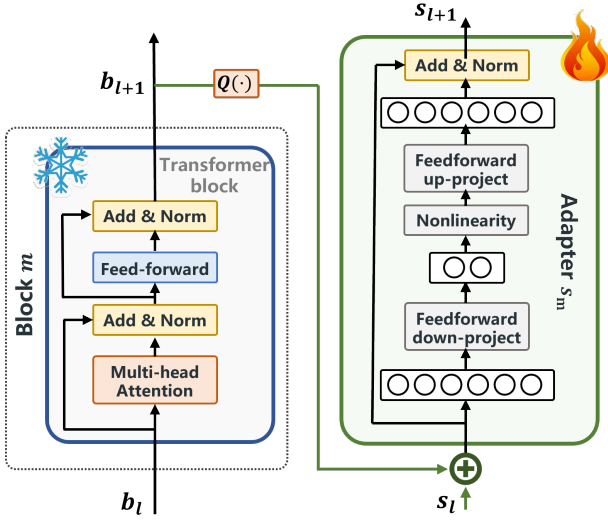 b_{l+1}
Q(·)
Transformer
block
Add & Norm
Feed-forward
Add & Norm
Multi-head
Attention
Block m
b_l
s_{l+1}
Add & Norm
Feedforward
up-project
Nonlinearity
Feedforward
down-project
Adapter s_m
s_l